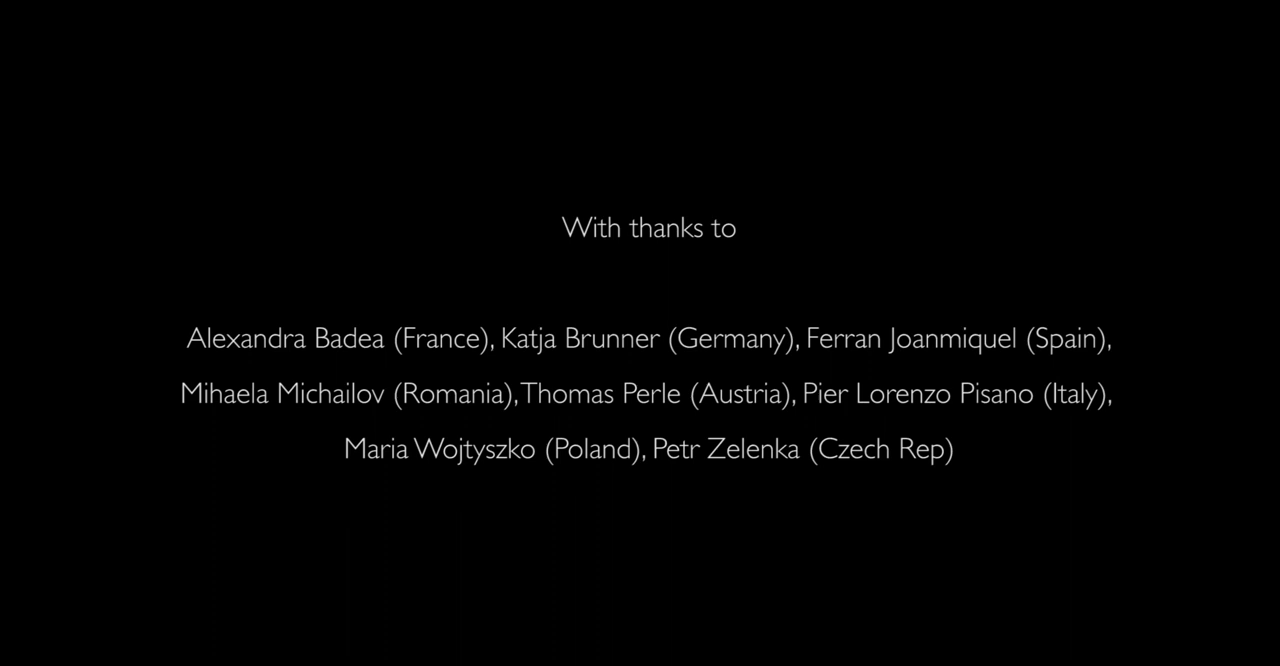 With thanks to
Alexandra Badea (France), Katja Brunner (Germany), Ferran Joanmiquel (Spain),
Mihaela Michailov (Romania), Thomas Perle (Austria), Pier Lorenzo Pisano (Italy),
Maria Wojtyszko (Poland), Petr Zelenka (Czech Rep)